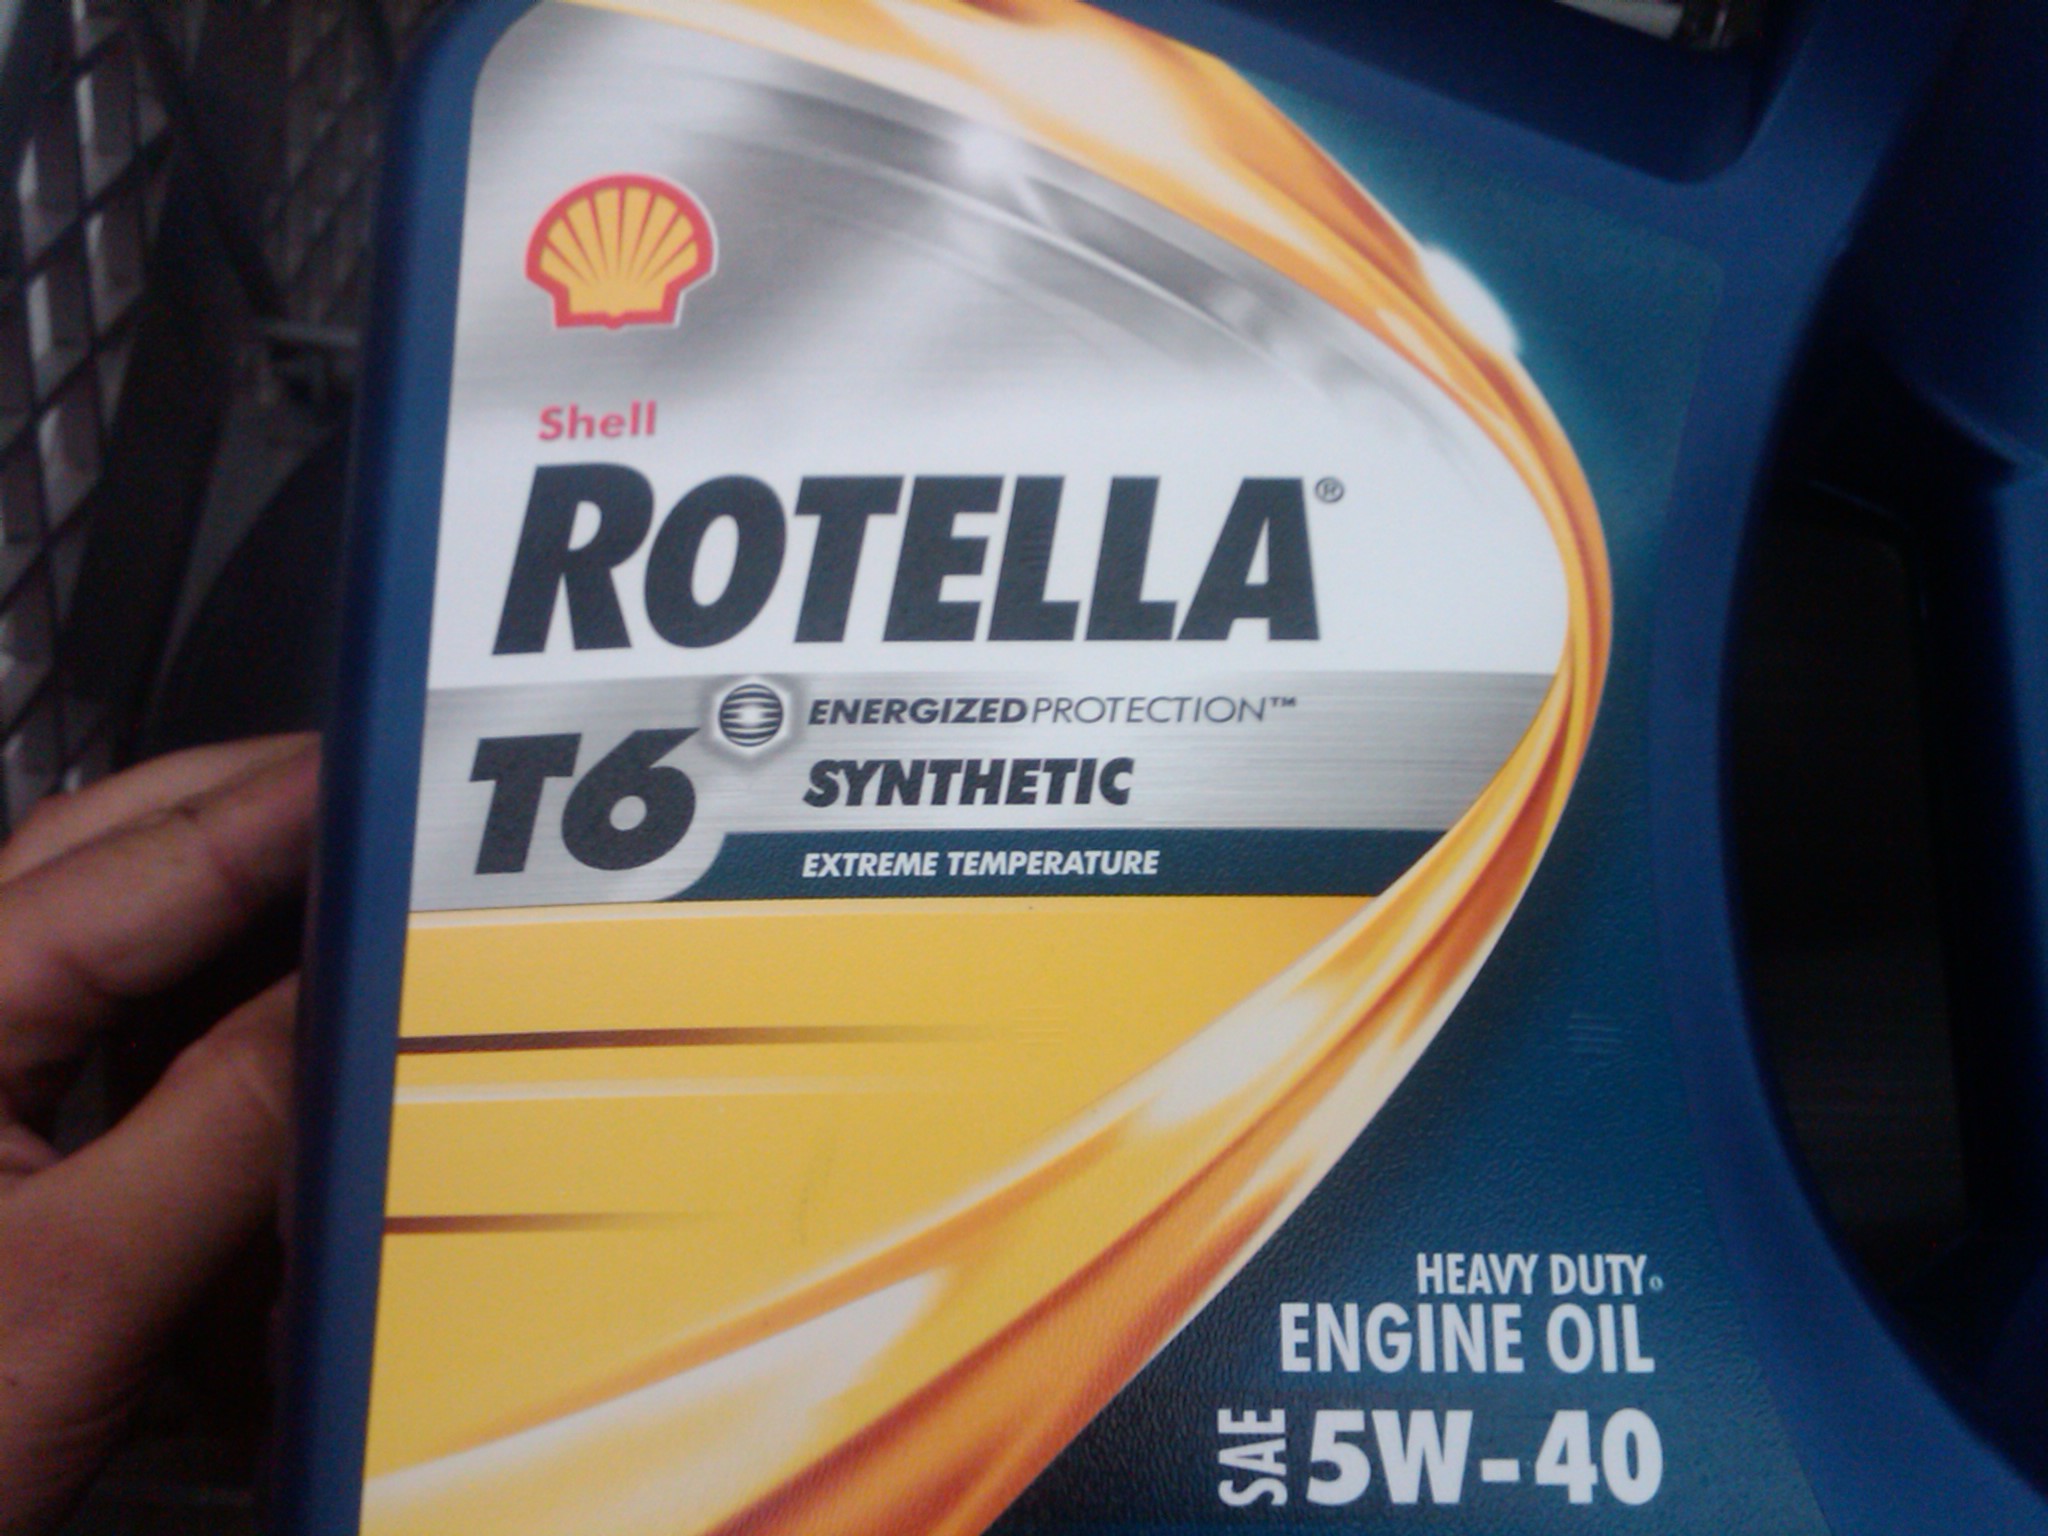 Shell
ROTELLA®
T6
ENERGIZEDPROTECTION™
SYNTHETIC
EXTREME TEMPERATURE
HEAVY DUTY
ENGINE OIL
SAE 5W-40